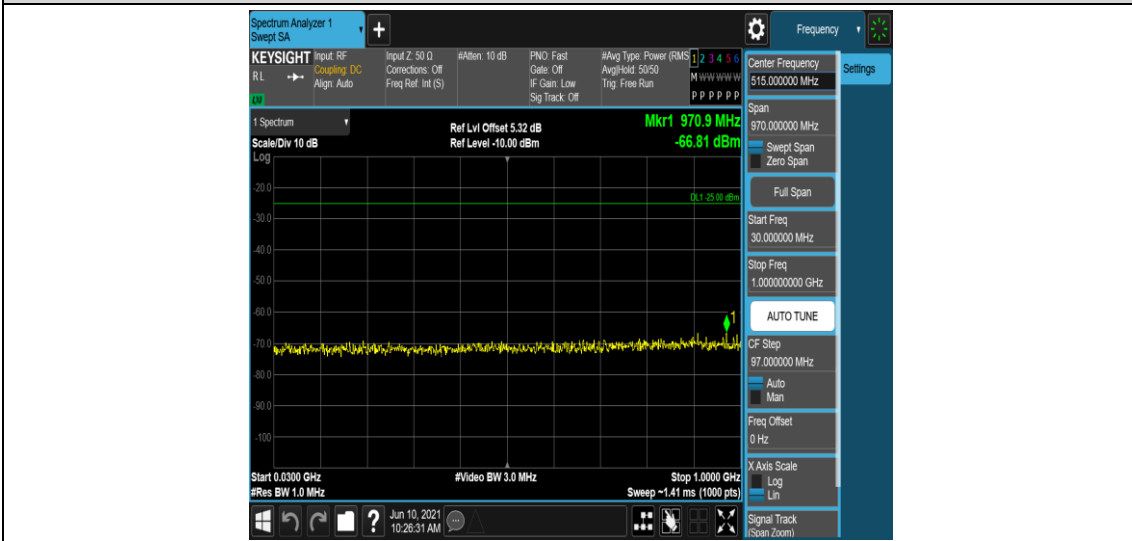 Spectrum Analyzer 1
Swept SA
+
Frequency
KEYSIGHT
RL
LXI
Input: RF
Coupling: DC
Align: Auto
Input Z: 50 Ω
Corrections: Off
Freq Ref: Int (S)
#Atten: 10 dB
PNO: Fast
Gate: Off
IF Gain: Low
Sig Track: Off
#Avg Type: Power (RMS
Avg|Hold: 50/50
Trig: Free Run
1 2 3 4 5 6
M W W W W W
P P P P P P
Center Frequency
515.000000 MHz
Settings
1 Spectrum
Scale/Div 10 dB
Log
Ref Lvl Offset 5.32 dB
Ref Level -10.00 dBm
Mkr1 970.9 MHz
-66.81 dBm
Span
970.000000 MHz
Swept Span
Zero Span
Full Span
Start Freq
30.000000 MHz
Stop Freq
1.000000000 GHz
AUTO TUNE
CF Step
97.000000 MHz
Auto
Man
Freq Offset
0 Hz
X Axis Scale
Log
Lin
Signal Track
(Span Zoom)
DL1 -25.00 dBm
-20.0
-30.0
-40.0
-50.0
-60.0
-70.0
-80.0
-90.0
-100
1
Start 0.0300 GHz
#Res BW 1.0 MHz
#Video BW 3.0 MHz
Stop 1.0000 GHz
Sweep ~1.41 ms (1000 pts)
?
Jun 10, 2021
10:26:31 AM